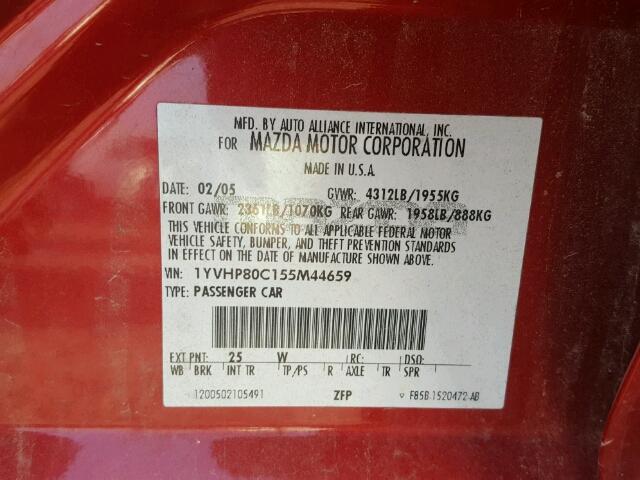 MFD. BY AUTO ALLIANCE INTERNATIONAL, INC.
FOR MAZDA MOTOR CORPORATION
MADE IN U.S.A.
DATE: 02/05 GVWR: 4312LB/1955KG
FRONT GAWR: 2361LB/1070KG REAR GAWR: 1958LB/888KG
THIS VEHICLE CONFORMS TO ALL APPLICABLE FEDERAL MOTOR
VEHICLE SAFETY, BUMPER, AND THEFT PREVENTION STANDARDS
IN EFFECT ON THE DATE OF MANUFACTURE SHOWN ABOVE.
VIN: 1YVHP80C155M44659
TYPE: PASSENGER CAR
EXT PNT: 25 W RC: DSO:
WB BRK INT TR TP/PS R AXLE TR SPR
1200502105491 ZFP F85B-1520472-AB